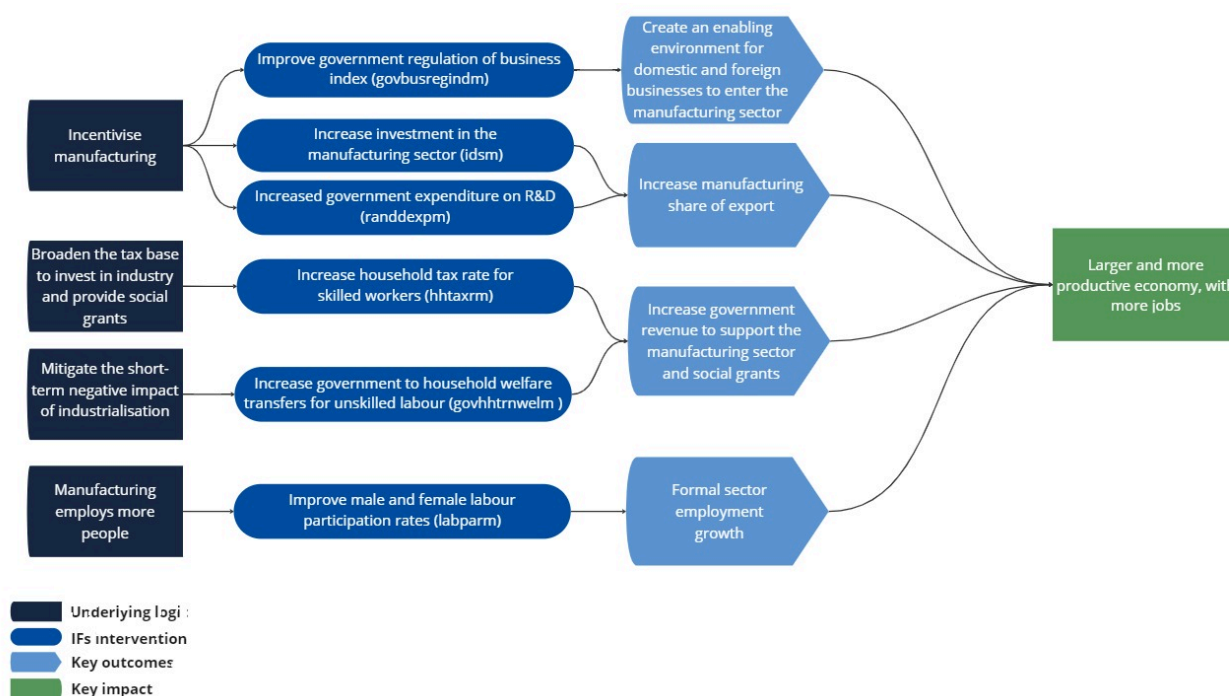 Incentivise
manufacturing
Improve government regulation of business
index (govbusregindm)
Create an enabling
environment for
domestic and foreign
businesses to enter the
manufacturing sector
Increase investment in the
manufacturing sector (idsm)
Increased government expenditure on R&D
(randdexpm)
Increase manufacturing
share of export
Broaden the tax base
to invest in industry
and provide social
grants
Increase household tax rate for
skilled workers (hhtaxrm)
Increase government
revenue to support the
manufacturing sector
and social grants
Mitigate the short-
term negative impact
of industrialisation
Increase government to household welfare
transfers for unskilled labour (govhhtrnwelm )
Manufacturing
employs more
people
Improve male and female labour
participation rates (labparm)
Formal sector
employment
growth
Larger and more
productive economy, with
more jobs
Underlying logi
IFs intervention
Key outcomes
Key impact